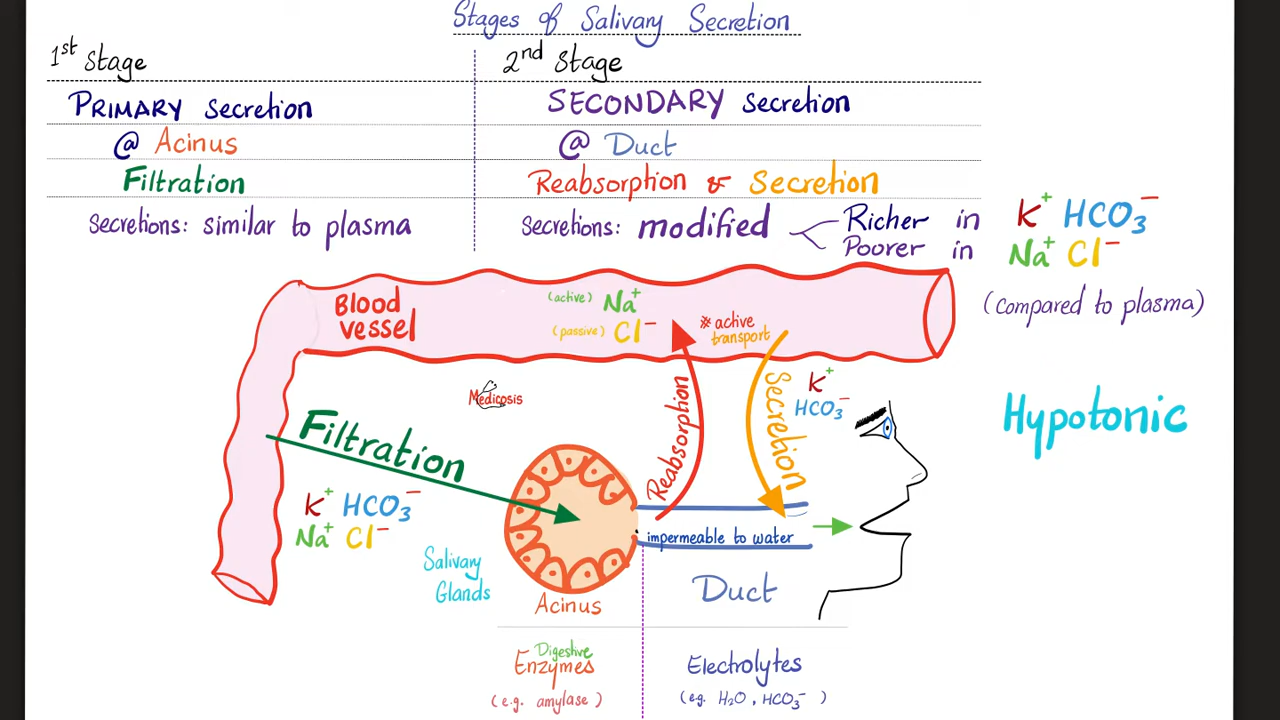 Stages of Salivary Secretion
1st Stage
2nd Stage
PRIMARY secretion
SECONDARY secretion
@ Acinus
@ Duct
Filtration
Reabsorption & Secretion
Secretions: similar to plasma
Secretions: modified
Richer in K+ HCO3−
Poorer in Na+ Cl−
(compared to plasma)
Blood vessel
(active) Na+
(passive) Cl−
※ active transport
Medicosis
K+
HCO3−
Hypotonic
Filtration
Reabsorption
Secretion
K+ HCO3−
Na+ Cl−
impermeable to water
Salivary Glands
Acinus
Duct
Digestive
Enzymes
(e.g. amylase)
Electrolytes
(eg. H2O, HCO3−)